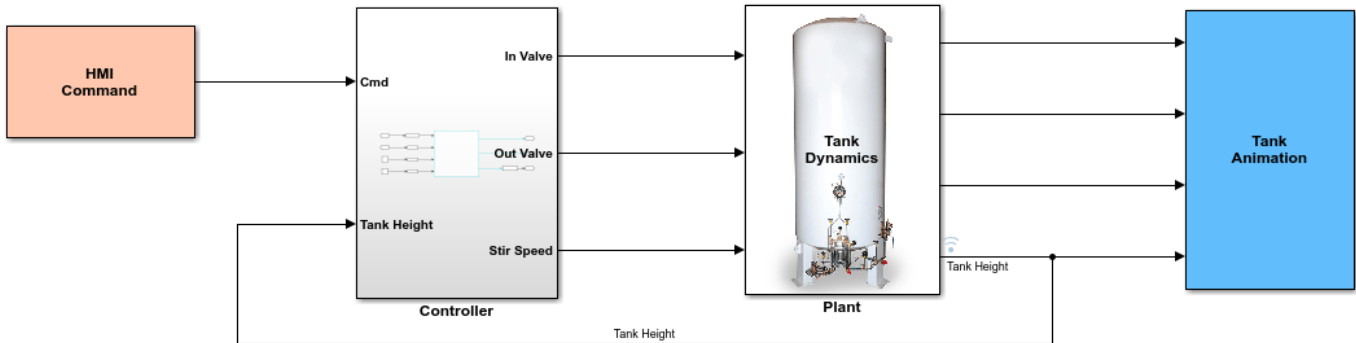 HMI
Command
Cmd
Tank Height
In Valve
Out Valve
Stir Speed
Controller
Tank
Dynamics
Plant
Tank Height
Tank
Animation
Tank Height